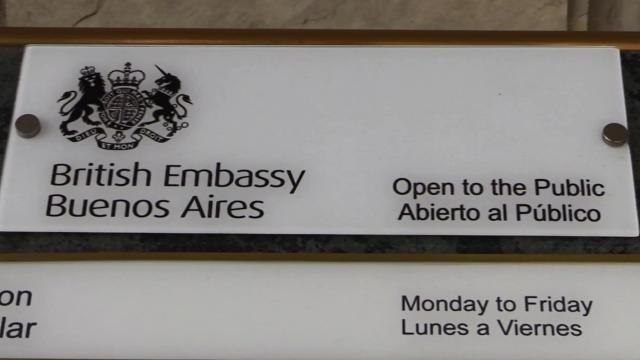 DIEU ET MON DROIT
British Embassy
Buenos Aires
Open to the Public
Abierto al Público
on
lar
Monday to Friday
Lunes a Viernes